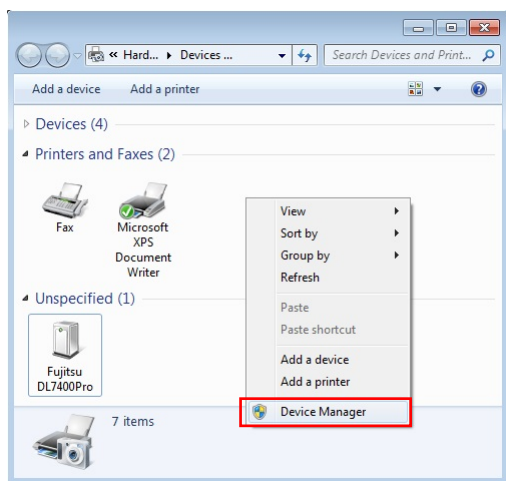 « Hard... ▸ Devices ...
Search Devices and Print...
Add a device Add a printer
Devices (4)
Printers and Faxes (2)
Fax
Microsoft
XPS
Document
Writer
Unspecified (1)
Fujitsu
DL7400Pro
View
Sort by
Group by
Refresh
Paste
Paste shortcut
Add a device
Add a printer
Device Manager
7 items